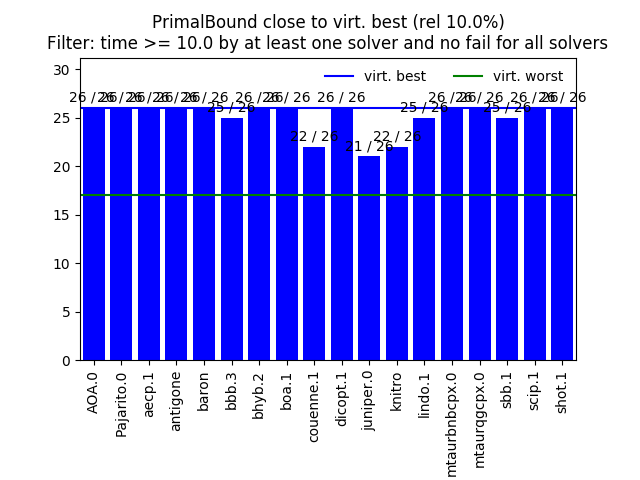 PrimalBound close to virt. best (rel 10.0%)
Filter: time >= 10.0 by at least one solver and no fail for all solvers
virt. best
virt. worst
30
25
20
15
10
5
0
26 / 26
26 / 26
26 / 26
26 / 26
26 / 26
25 / 26
26 / 26
26 / 26
22 / 26
26 / 26
21 / 26
22 / 26
25 / 26
26 / 26
26 / 26
25 / 26
26 / 26
26 / 26
AOA.0
Pajarito.0
aecp.1
antigone
baron
bbb.3
bhyb.2
boa.1
couenne.1
dicopt.1
juniper.0
knitro
lindo.1
mtaurbnbcpx.0
mtaurqgcpx.0
sbb.1
scip.1
shot.1